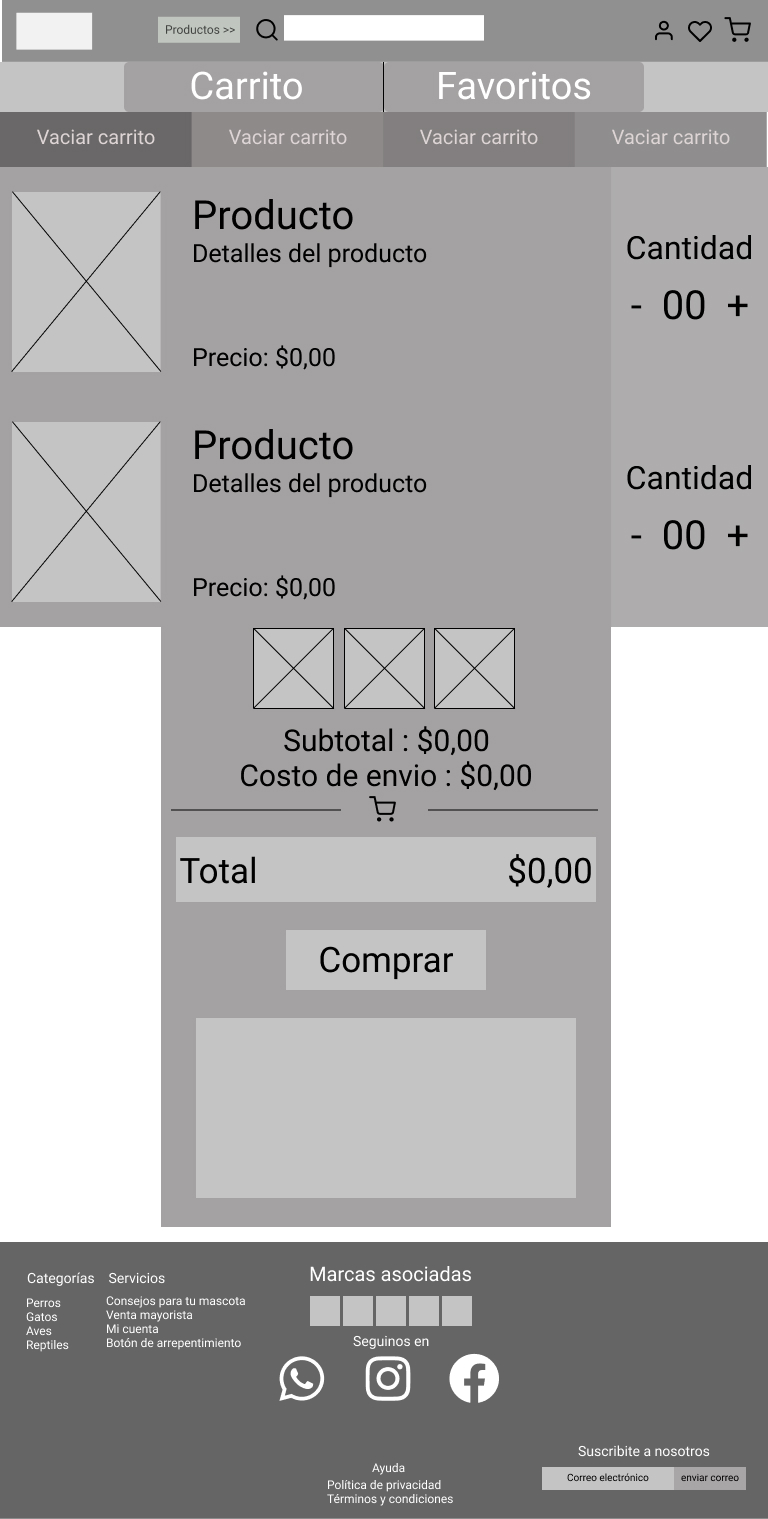 Productos >>
Carrito
Favoritos
Vaciar carrito
Vaciar carrito
Vaciar carrito
Vaciar carrito
Producto
Detalles del producto
Precio: $0,00
Cantidad
- 00 +
Producto
Detalles del producto
Precio: $0,00
Cantidad
- 00 +
Subtotal : $0,00
Costo de envio : $0,00
Total $0,00
Comprar
Categorías
Perros
Gatos
Aves
Reptiles
Servicios
Consejos para tu mascota
Venta mayorista
Mi cuenta
Botón de arrepentimiento
Marcas asociadas
Seguinos en
Ayuda
Política de privacidad
Términos y condiciones
Suscribite a nosotros
Correo electrónico
enviar correo